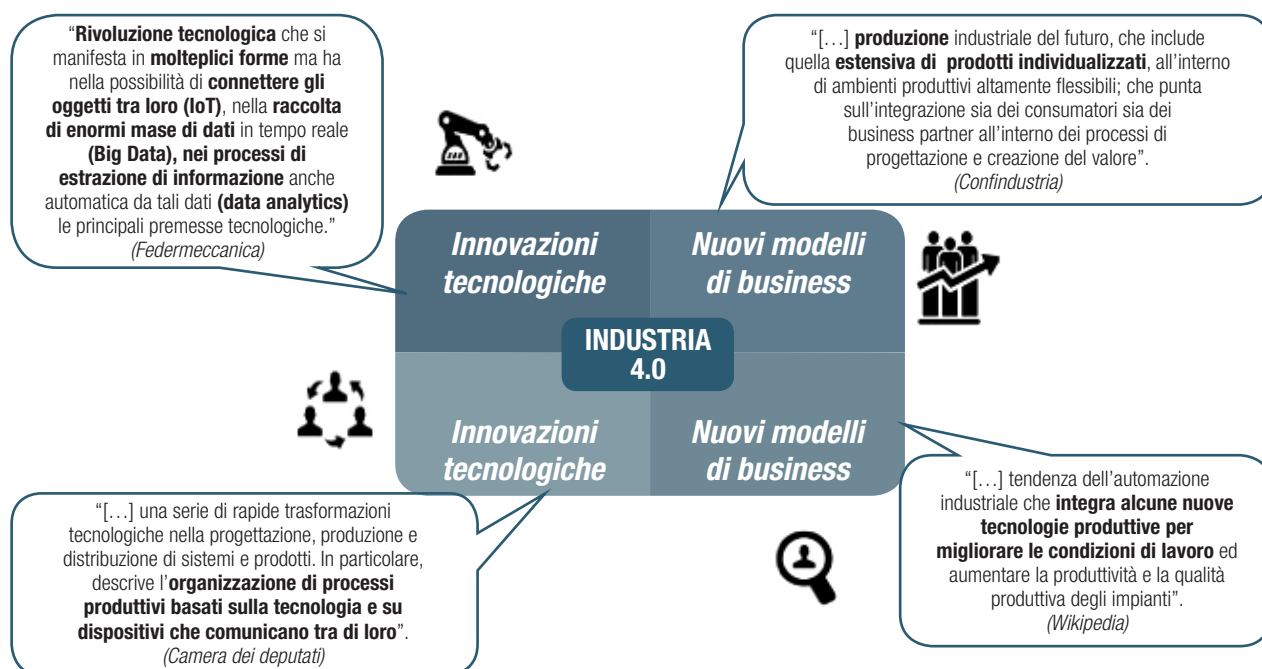 “Rivoluzione tecnologica che si
manifesta in molteplici forme ma ha
nella possibilità di connettere gli
oggetti tra loro (IoT), nella raccolta
di enormi mase di dati in tempo reale
(Big Data), nei processi di
estrazione di informazione anche
automatica da tali dati (data analytics)
le principali premesse tecnologiche.”
(Federmeccanica)
“[…] produzione industriale del futuro, che include
quella estensiva di prodotti individualizzati, all’interno
di ambienti produttivi altamente flessibili; che punta
sull’integrazione sia dei consumatori sia dei
business partner all’interno dei processi di
progettazione e creazione del valore”.
(Confindustria)
Innovazioni
tecnologiche
Nuovi modelli
di business
INDUSTRIA
4.0
Innovazioni
tecnologiche
Nuovi modelli
di business
“[…] una serie di rapide trasformazioni
tecnologiche nella progettazione, produzione e
distribuzione di sistemi e prodotti. In particolare,
descrive l’organizzazione di processi
produttivi basati sulla tecnologia e su
dispositivi che comunicano tra di loro”.
(Camera dei deputati)
“[…] tendenza dell’automazione
industriale che integra alcune nuove
tecnologie produttive per
migliorare le condizioni di lavoro ed
aumentare la produttività e la qualità
produttiva degli impianti”.
(Wikipedia)